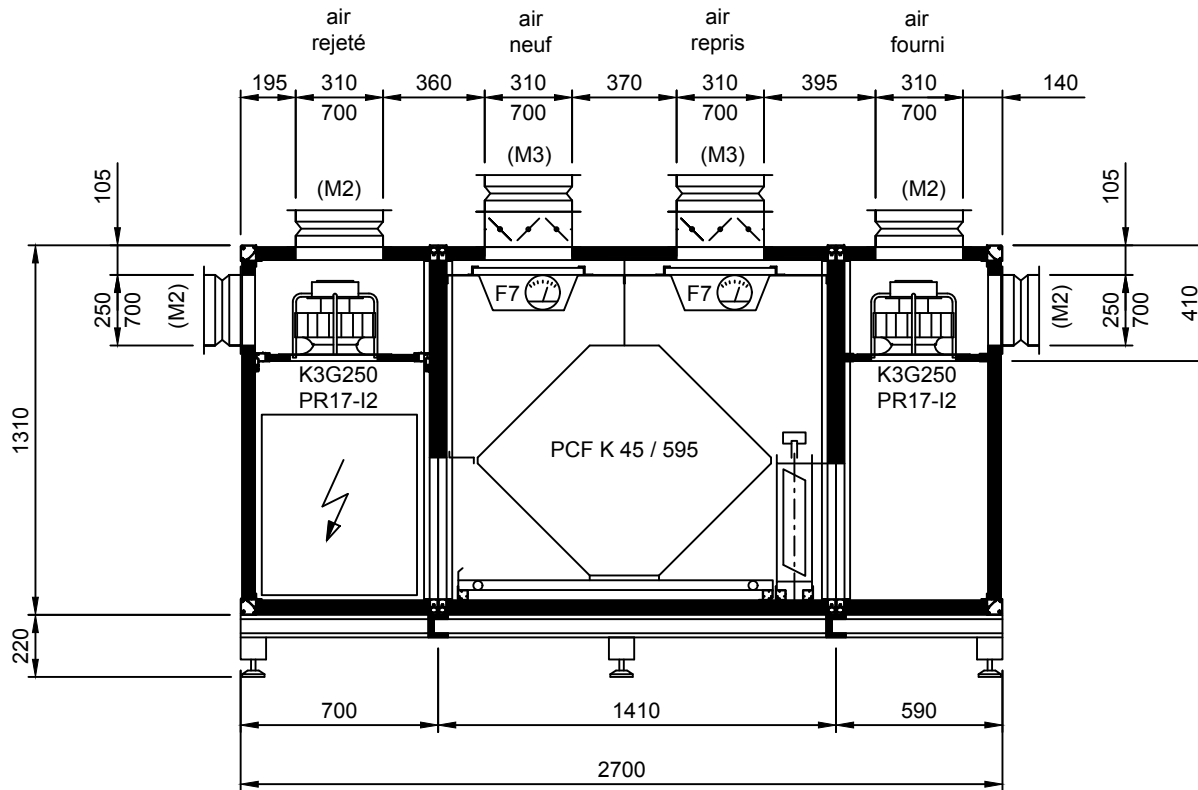 air
rejeté
air
neuf
air
repris
air
fourni
195
310
700
360
310
700
370
310
700
395
310
700
140
(M2)
(M3)
(M3)
(M2)
105
105
250
700
(M2)
F7
F7
(M2)
250
700
410
K3G250
PR17-I2
K3G250
PR17-I2
1310
PCF K 45 / 595
220
700
1410
590
2700